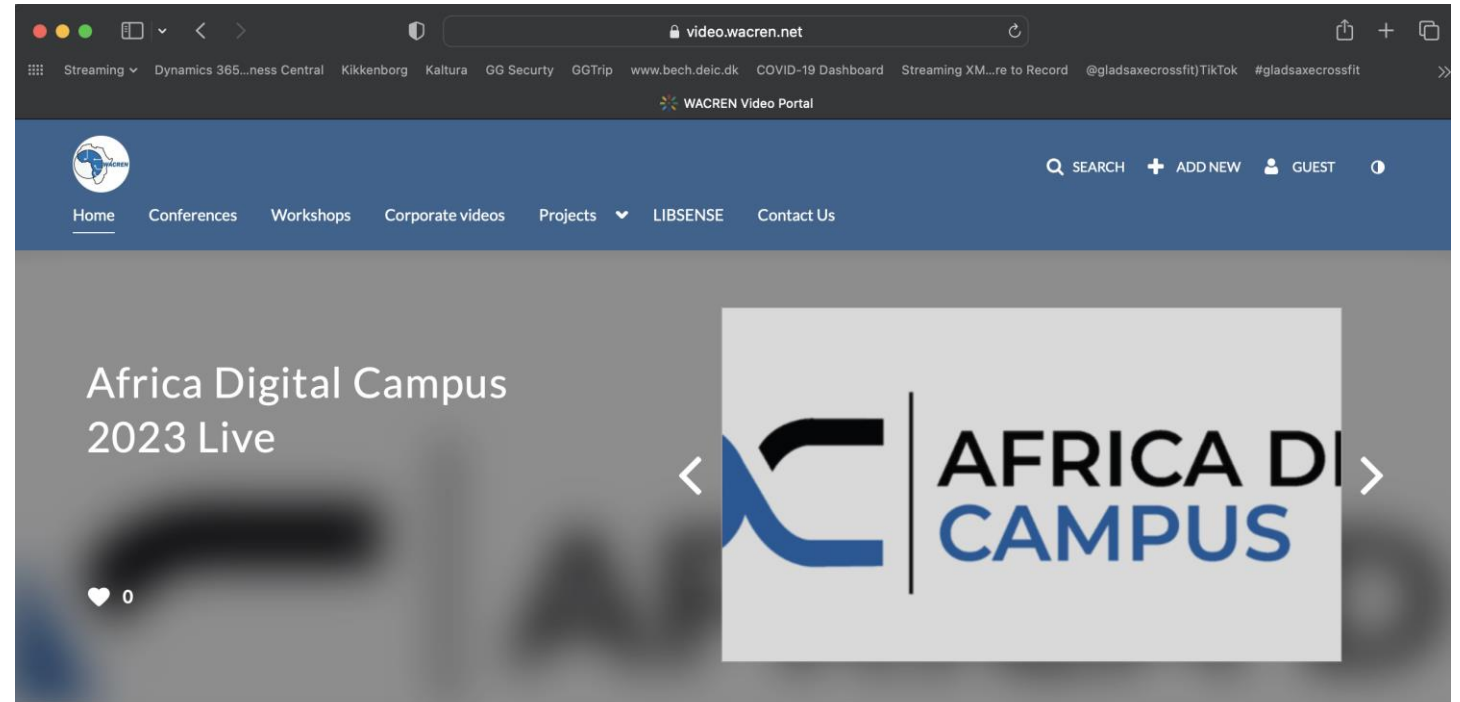 video.wacren.net
Streaming Dynamics 365...ness Central Kikkenborg Kaltura GG Securty GGTrip www.bech.deic.dk COVID-19 Dashboard Streaming XM...re to Record @gladsaxecrossfit)TikTok #gladsaxecrossfit
WACREN Video Portal
WACREN
SEARCH ADD NEW GUEST
Home Conferences Workshops Corporate videos Projects LIBSENSE Contact Us
Africa Digital Campus
2023 Live
0
AFRICA DI
CAMPUS